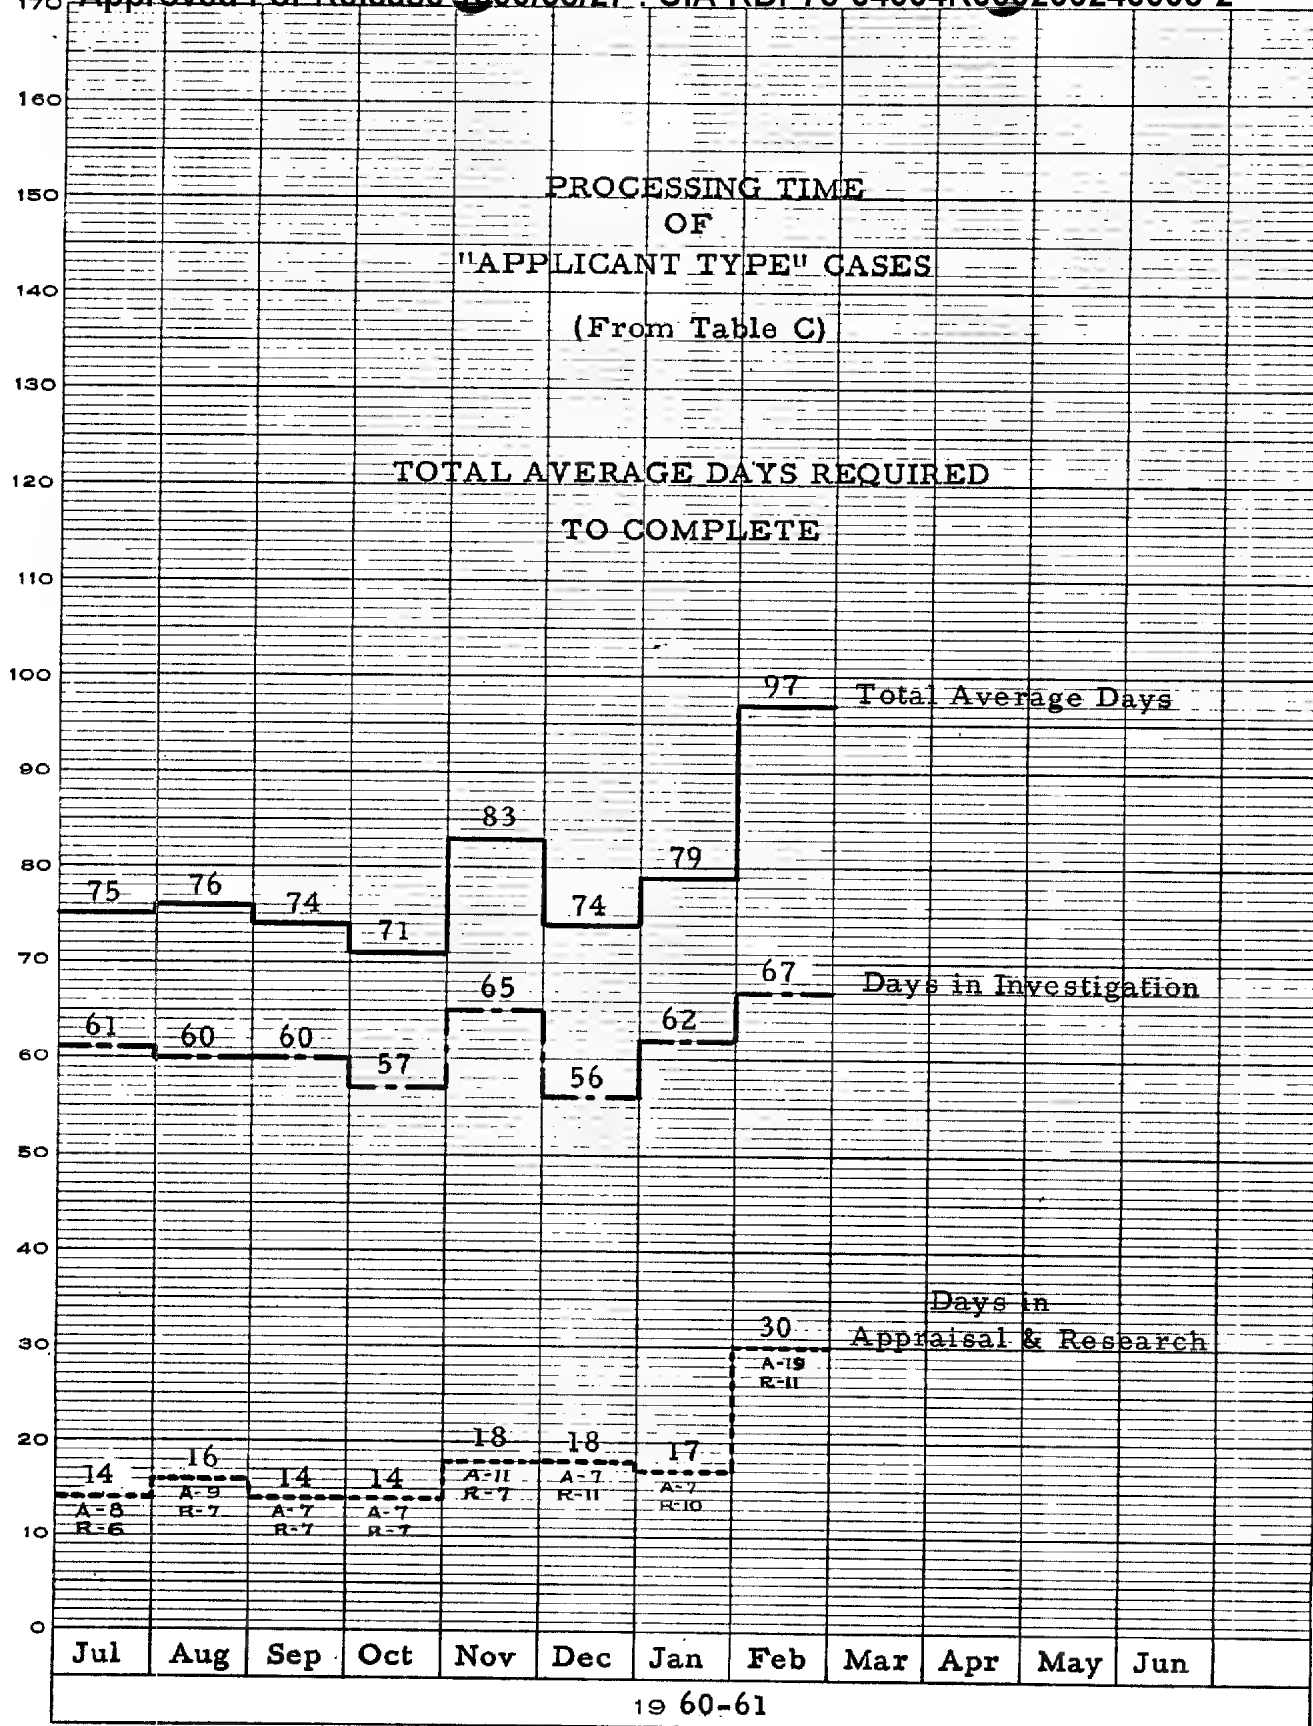 170
160
150
140
130
120
110
100
90
80
70
60
50
40
30
20
10
0
PROCESSING TIME
OF
"APPLICANT TYPE" CASES
(From Table C)
TOTAL AVERAGE DAYS REQUIRED
TO COMPLETE
75
76
74
71
83
74
79
97
Total Average Days
61
60
60
57
65
56
62
67
Days in Investigation
14
16
14
14
18
18
17
30
Days in
Appraisal & Research
A-8
R-6
A-9
R-7
A-7
R-7
A-7
R-7
A-11
R-7
A-7
R-11
A-7
R-10
A-19
R-11
Jul Aug Sep Oct Nov Dec Jan Feb Mar Apr May Jun
19 60-61